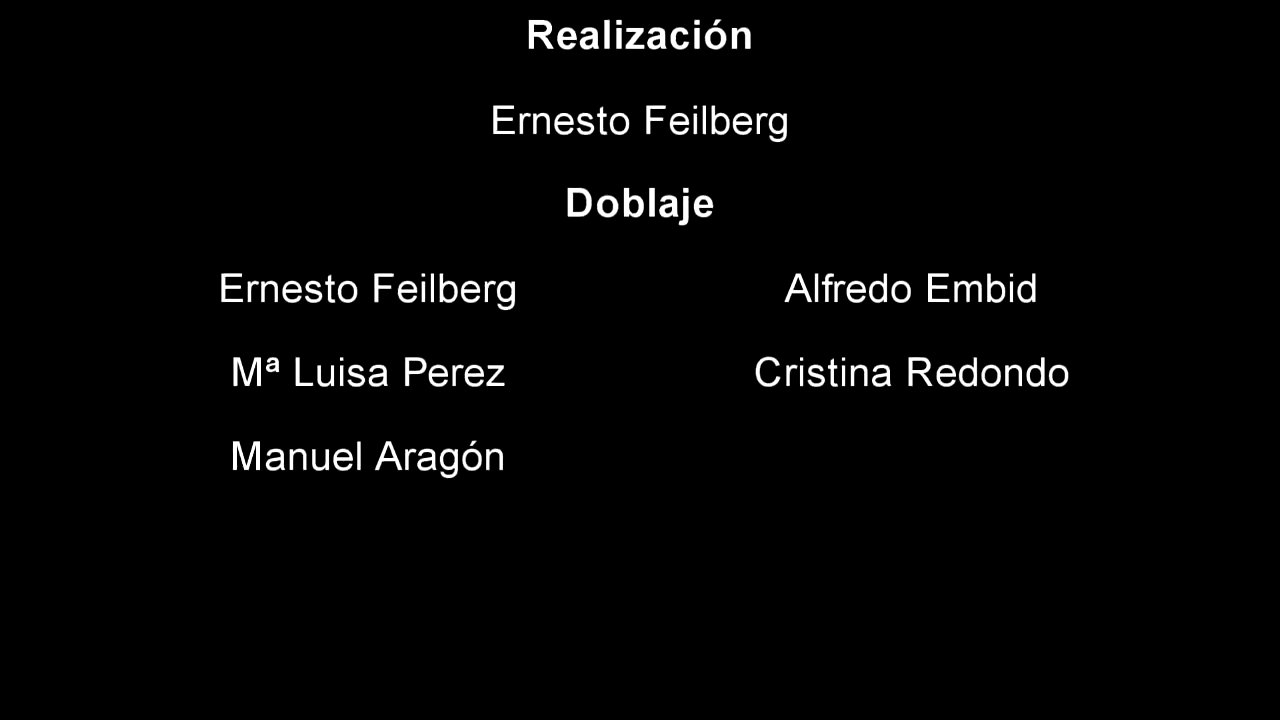 Realización
Ernesto Feilberg
Doblaje
Ernesto Feilberg Alfredo Embid
Mª Luisa Perez Cristina Redondo
Manuel Aragón